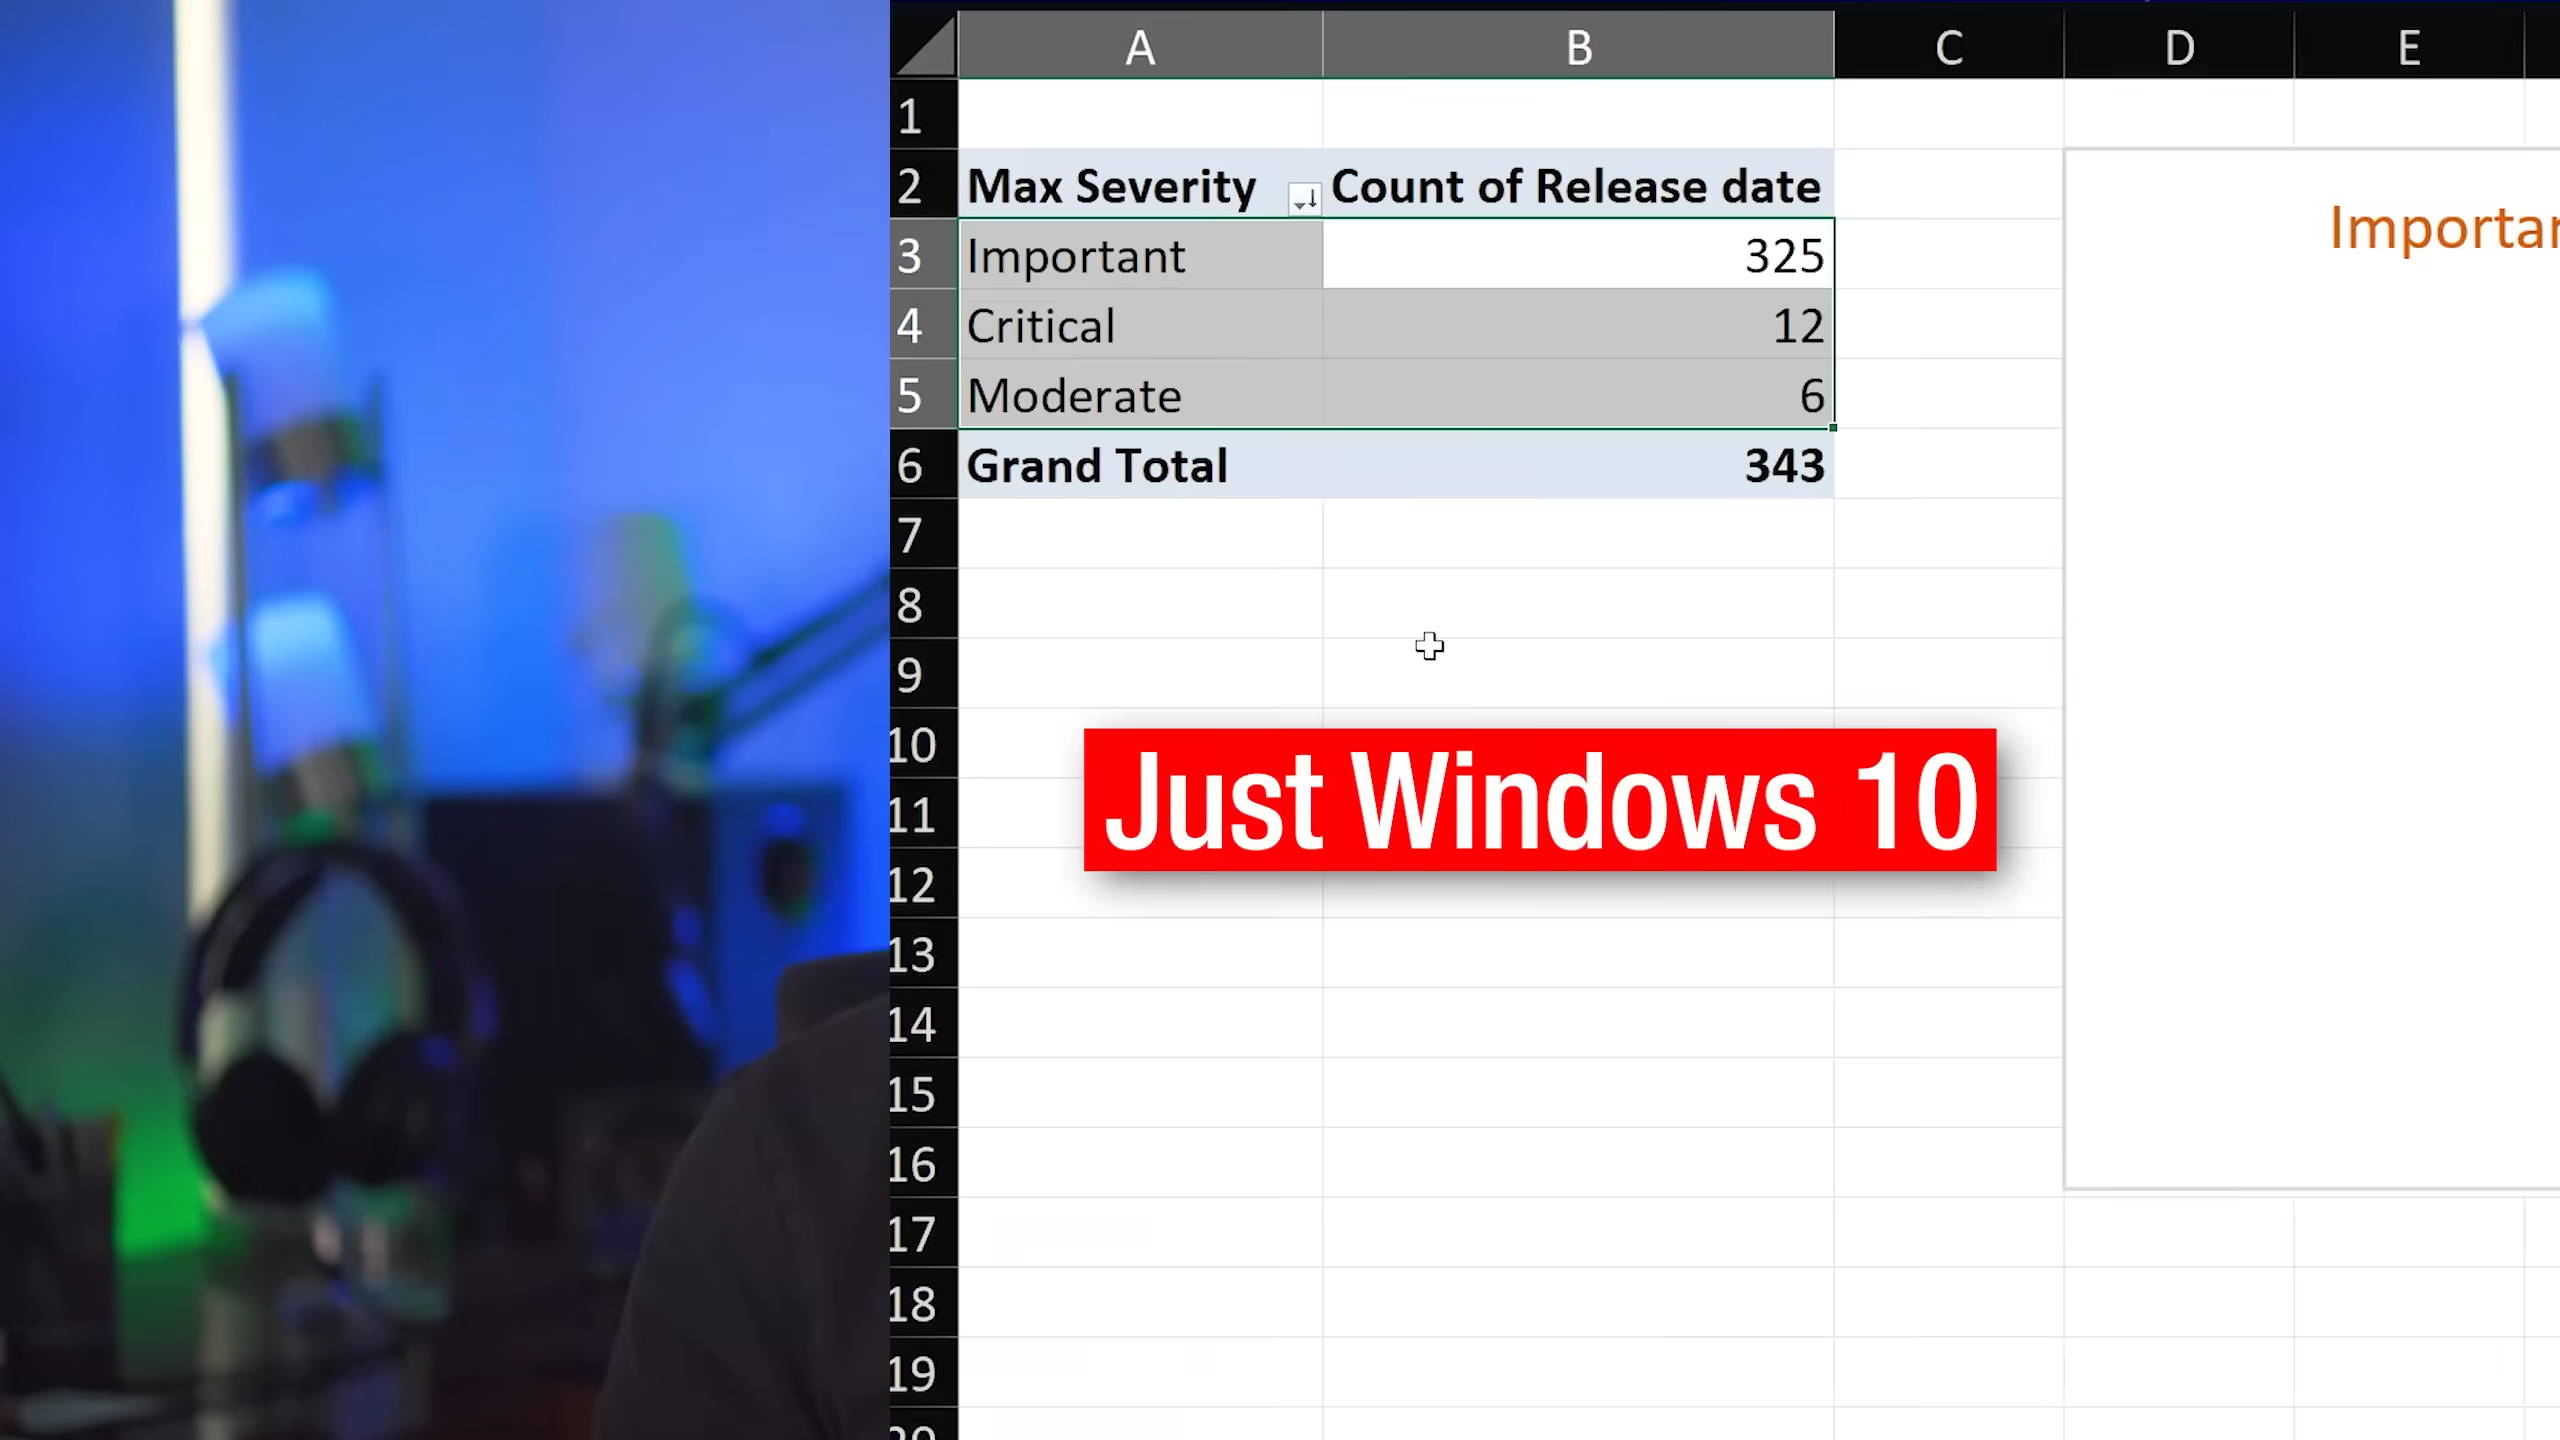 A B C D E
1
2 Max Severity Count of Release date
3 Important 325
4 Critical 12
5 Moderate 6
6 Grand Total 343
7
8
9
10
11
12
13
14
15
16
17
18
19
Importan
Just Windows 10